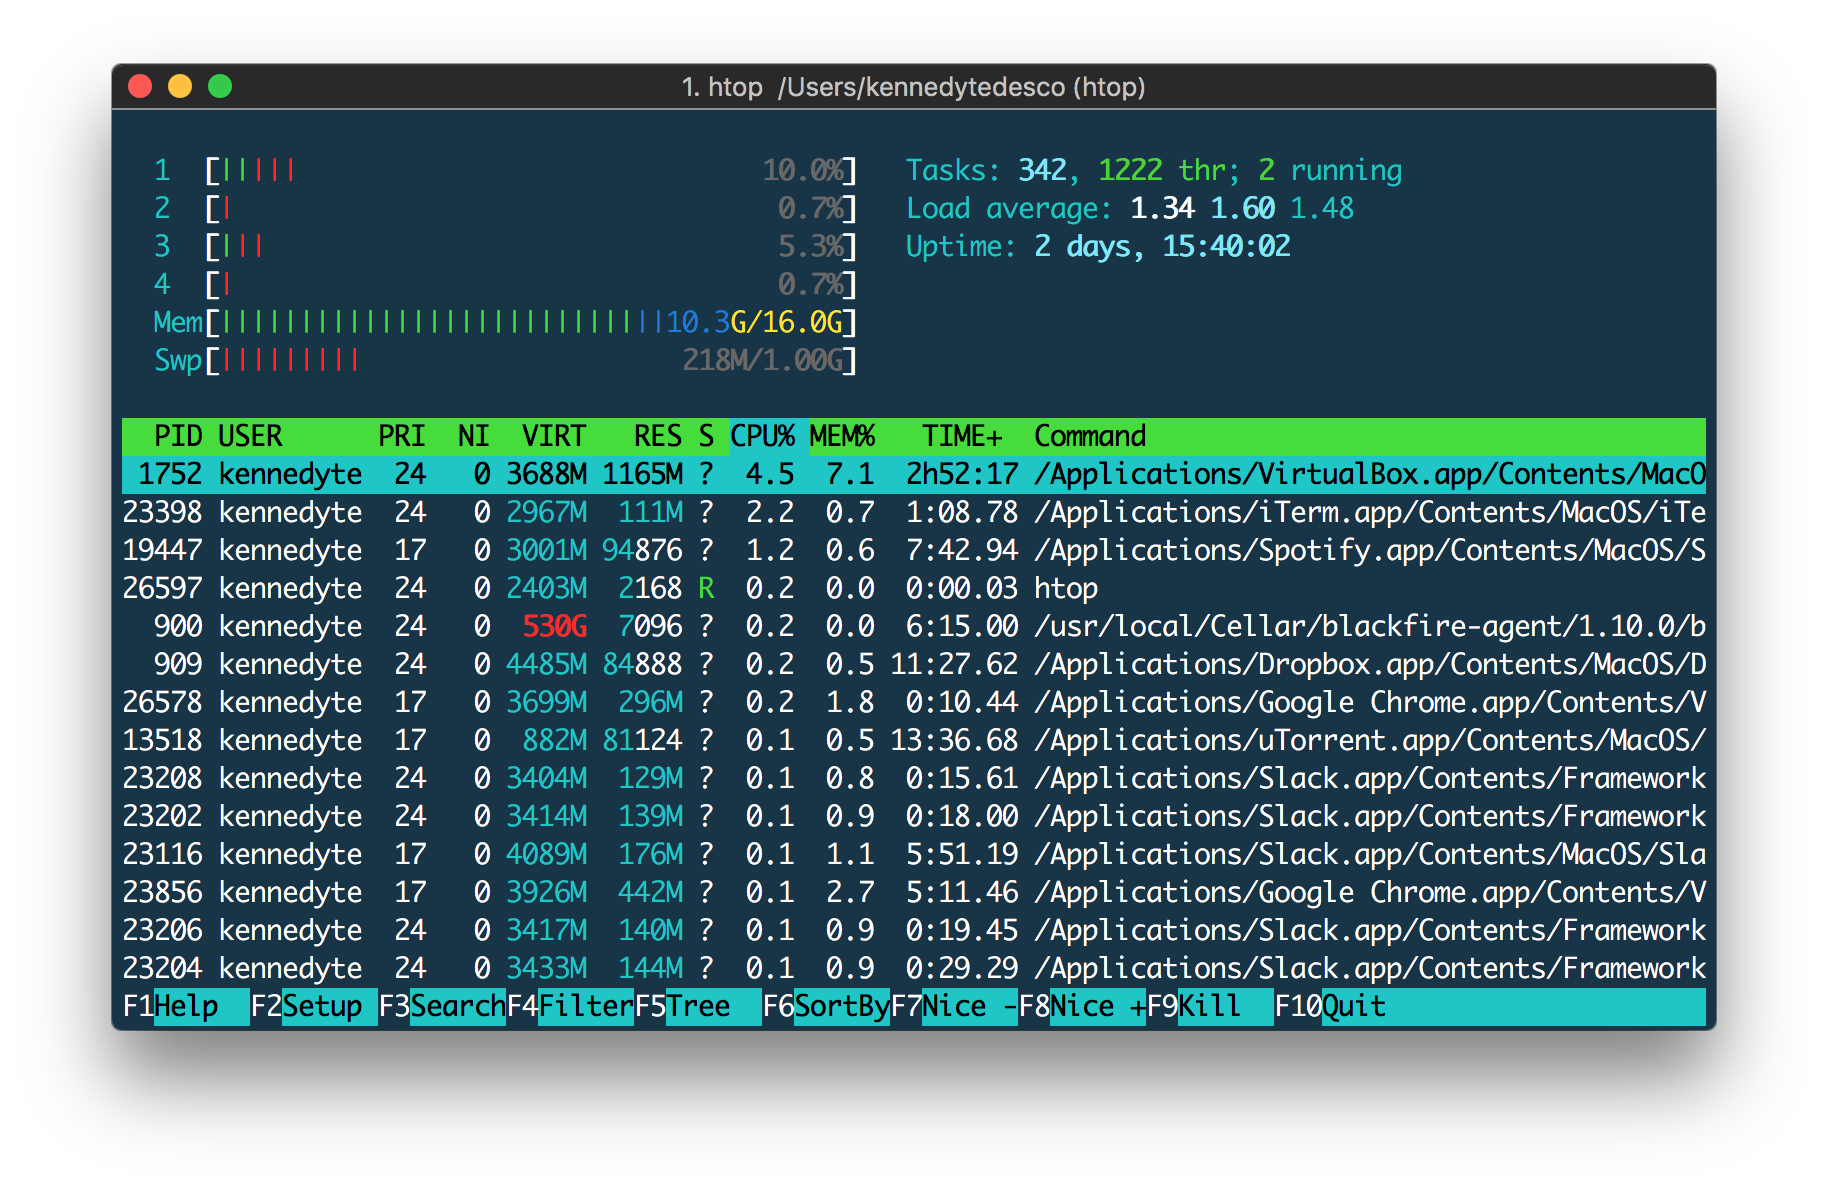 1. htop  /Users/kennedytedesco (htop)
1  [||||| 10.0%]   Tasks: 342, 1222 thr; 2 running
2  [| 0.7%]   Load average: 1.34 1.60 1.48
3  [||| 5.3%]   Uptime: 2 days, 15:40:02
4  [| 0.7%]
Mem[||||||||||||||||||||||||||||10.3G/16.0G]
Swp[||||||||| 218M/1.00G]
PID USER PRI NI VIRT RES S CPU% MEM% TIME+ Command
1752 kennedyte 24 0 3688M 1165M ? 4.5 7.1 2h52:17 /Applications/VirtualBox.app/Contents/MacO
23398 kennedyte 24 0 2967M 111M ? 2.2 0.7 1:08.78 /Applications/iTerm.app/Contents/MacOS/iTe
19447 kennedyte 17 0 3001M 94876 ? 1.2 0.6 7:42.94 /Applications/Spotify.app/Contents/MacOS/S
26597 kennedyte 24 0 2403M 2168 R 0.2 0.0 0:00.03 htop
900 kennedyte 24 0 530G 7096 ? 0.2 0.0 6:15.00 /usr/local/Cellar/blackfire-agent/1.10.0/b
909 kennedyte 24 0 4485M 84888 ? 0.2 0.5 11:27.62 /Applications/Dropbox.app/Contents/MacOS/D
26578 kennedyte 17 0 3699M 296M ? 0.2 1.8 0:10.44 /Applications/Google Chrome.app/Contents/V
13518 kennedyte 17 0 882M 81124 ? 0.1 0.5 13:36.68 /Applications/uTorrent.app/Contents/MacOS/
23208 kennedyte 24 0 3404M 129M ? 0.1 0.8 0:15.61 /Applications/Slack.app/Contents/Framework
23202 kennedyte 24 0 3414M 139M ? 0.1 0.9 0:18.00 /Applications/Slack.app/Contents/Framework
23116 kennedyte 17 0 4089M 176M ? 0.1 1.1 5:51.19 /Applications/Slack.app/Contents/MacOS/Sla
23856 kennedyte 17 0 3926M 442M ? 0.1 2.7 5:11.46 /Applications/Google Chrome.app/Contents/V
23206 kennedyte 24 0 3417M 140M ? 0.1 0.9 0:19.45 /Applications/Slack.app/Contents/Framework
23204 kennedyte 24 0 3433M 144M ? 0.1 0.9 0:29.29 /Applications/Slack.app/Contents/Framework
F1Help  F2Setup F3SearchF4FilterF5Tree  F6SortByF7Nice -F8Nice +F9Kill  F10Quit